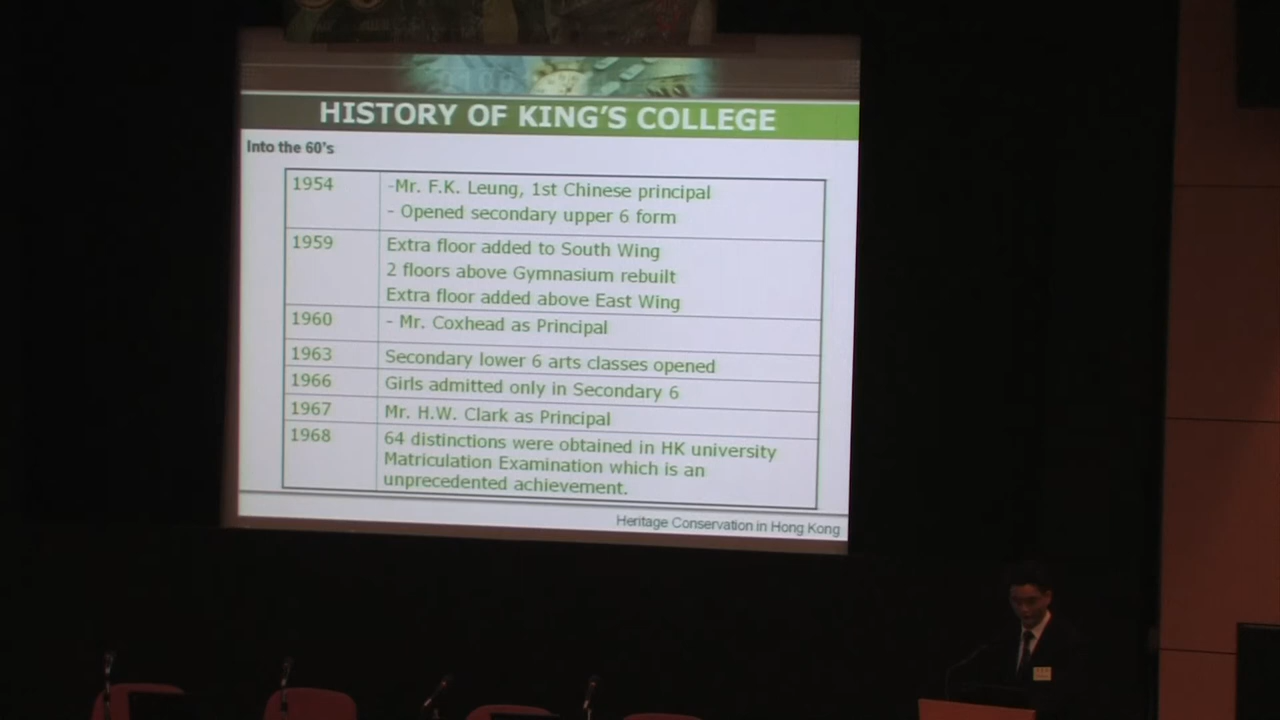 HISTORY OF KING'S COLLEGE
Into the 60's
1954
-Mr. F.K. Leung, 1st Chinese principal
- Opened secondary upper 6 form
1959
Extra floor added to South Wing
2 floors above Gymnasium rebuilt
Extra floor added above East Wing
1960
- Mr. Coxhead as Principal
1963
Secondary lower 6 arts classes opened
1966
Girls admitted only in Secondary 6
1967
Mr. H.W. Clark as Principal
1968
64 distinctions were obtained in HK university
Matriculation Examination which is an
unprecedented achievement.
Heritage Conservation in Hong Kong